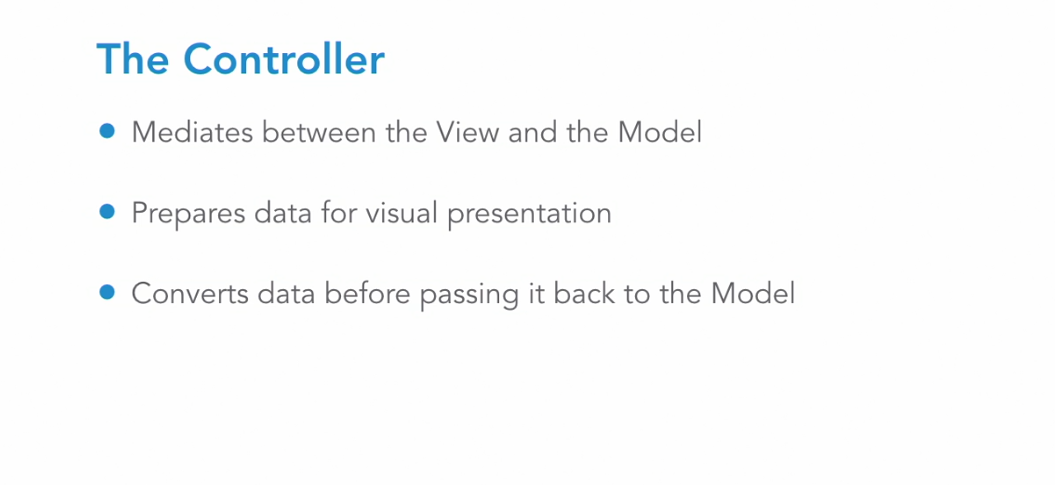 The Controller
● Mediates between the View and the Model
● Prepares data for visual presentation
● Converts data before passing it back to the Model